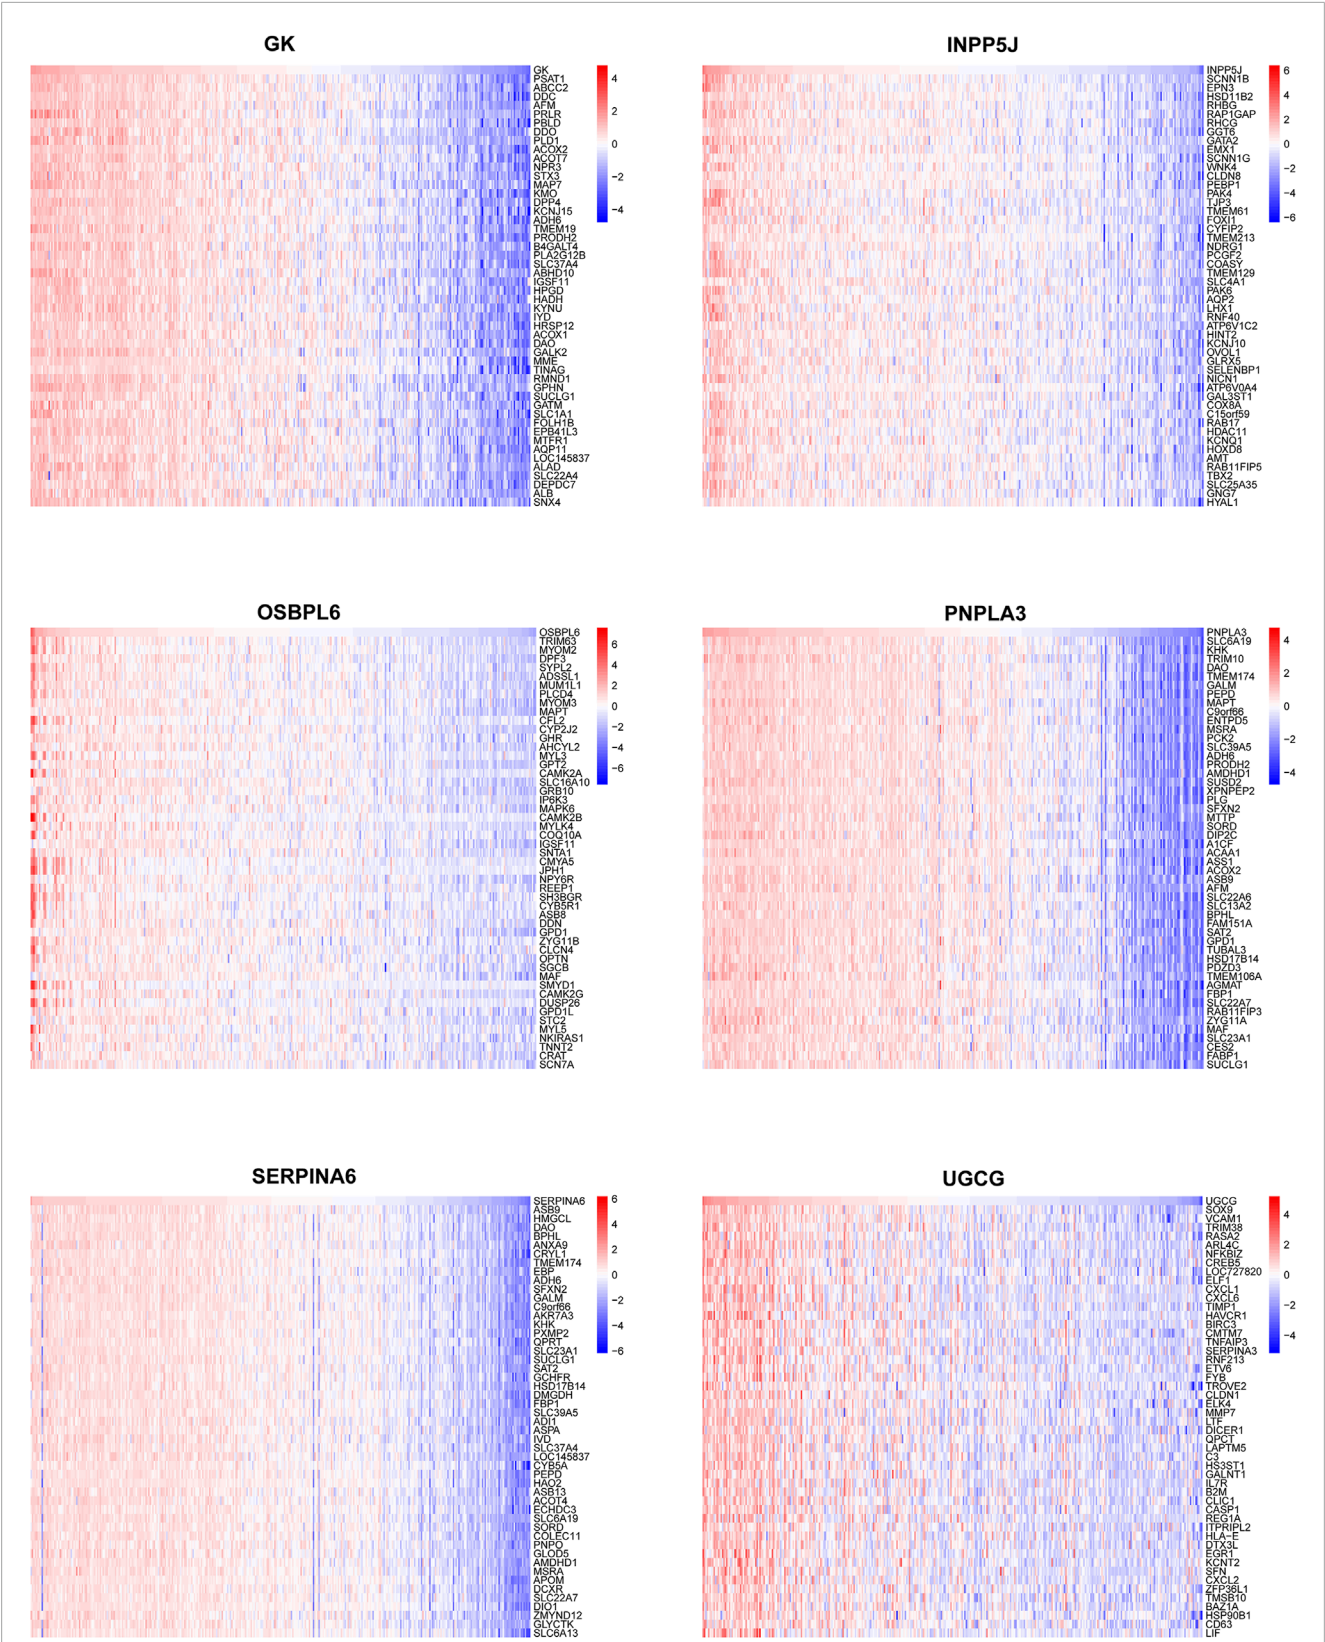 GK
GK
PSAT1
ABCC2
DDC
AFM
PRLR
PBLD
DDO
PLD1
ACOX2
ACOT7
NPR3
STX3
MAP7
KMO
DPP4
KCNJ15
ADH6
TMEM19
PRODH2
B4GALT4
PLA2G12B
SLC37A4
ABHD10
IGSF11
HPGD
HADH
KYNU
IYD
HRSP12
ACOX1
DAO
GALK2
MME
TINAG
RMND1
GPHN
SUCLG1
GATM
SLC1A1
FOLH1B
EPB41L3
MTFR1
AQP11
LOC145837
ALAD
SLC22A4
DEPDC7
ALB
SNX4
4
2
0
−2
−4
INPP5J
INPP5J
SCNN1B
EPN3
HSD11B2
RHBG
RAP1GAP
RHCG
GGT6
GATA2
EMX1
SCNN1G
WNK4
CLDN8
PEBP1
PAK4
TJP3
TMEM61
FOXI1
CYFIP2
TMEM213
NDRG1
PCGF2
COASY
TMEM129
SLC4A1
PAK6
AQP2
LHX1
RNF40
ATP6V1C2
HINT2
KCNJ10
OVOL1
GLRX5
SELENBP1
NICN1
ATP6V0A4
GAL3ST1
COX8A
C15orf59
RAB17
HDAC11
KCNQ1
HOXD8
AMT
RAB11FIP5
TBX2
SLC25A35
GNG7
HYAL1
6
4
2
0
−2
−4
−6
OSBPL6
OSBPL6
TRIM63
MYOM2
DPF3
SYPL2
ADSSL1
MUM1L1
PLCD4
MYOM3
MAPT
CFL2
CYP2J2
GHR
AHCYL2
MYL3
GPT2
CAMK2A
SLC16A10
GRB10
IP6K3
MAPK6
CAMK2B
MYLK4
COQ10A
IGSF11
SNTA1
CMYA5
JPH1
NPY6R
REEP1
SH3BGR
CYB5R1
ASB8
DDN
GPD1
ZYG11B
CLCN4
OPTN
SGCB
MAF
SMYD1
CAMK2G
DUSP26
GPD1L
STC2
MYL5
NKIRAS1
TNNT2
CRAT
SCN7A
6
4
2
0
−2
−4
−6
PNPLA3
PNPLA3
SLC6A19
KHK
TRIM10
DAO
TMEM174
GALM
PEPD
MAPT
C9orf66
ENTPD5
MSRA
PCK2
SLC39A5
ADH6
PRODH2
AMDHD1
SUSD2
XPNPEP2
PLG
SFXN2
MTTP
SORD
DIP2C
A1CF
ACAA1
ASS1
ACOX2
ASB9
AFM
SLC22A6
SLC13A2
BPHL
FAM151A
SAT2
GPD1
TUBAL3
HSD17B14
PDZD3
TMEM106A
AGMAT
FBP1
SLC22A7
RAB11FIP3
ZYG11A
MAF
SLC23A1
CES2
FABP1
SUCLG1
4
2
0
−2
−4
SERPINA6
SERPINA6
ASB9
HMGCL
DAO
BPHL
ANXA9
CRYL1
TMEM174
EBP
ADH6
SFXN2
GALM
C9orf66
AKR7A3
KHK
PXMP2
QPRT
SLC23A1
SUCLG1
SAT2
GCHFR
HSD17B14
DMGDH
FBP1
SLC39A5
ADI1
ASPA
IVD
SLC37A4
LOC145837
CYB5A
PEPD
HAO2
ASB13
ACOT4
ECHDC3
SLC6A19
SORD
COLEC11
PNPO
GLOD5
AMDHD1
MSRA
APOM
DCXR
SLC22A7
DIO1
ZMYND12
GLYCTK
SLC6A13
6
4
2
0
−2
−4
−6
UGCG
UGCG
SOX9
VCAM1
TRIM38
RASA2
ARL4C
NFKBIZ
CREB5
LOC727820
ELF1
CXCL1
CXCL6
TIMP1
HAVCR1
BIRC3
CMTM7
TNFAIP3
SERPINA3
RNF213
ETV6
FYB
TROVE2
CLDN1
ELK4
MMP7
LTF
DICER1
QPCT
LAPTM5
C3
HS3ST1
GALNT1
IL7R
B2M
CLIC1
CASP1
REG1A
ITPRIPL2
HLA−E
DTX3L
EGR1
KCNT2
SFN
CXCL2
ZFP36L1
TMSB10
BAZ1A
HSP90B1
CD63
LIF
4
2
0
−2
−4